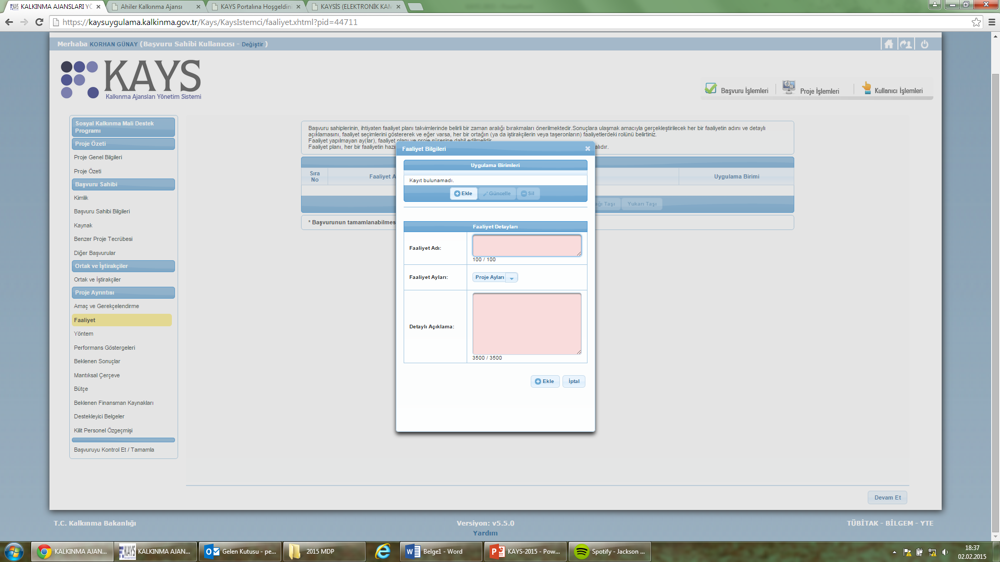 KALKINMA AJANSLARI YÖ
Ahiler Kalkınma Ajansı
KAYS Portalına Hoşgeldini
KAYSİS (ELEKTRONİK KAM
https://kaysuygulama.kalkinma.gov.tr/Kays/KaysIstemci/faaliyet.xhtml?pid=44711
Merhaba KORHAN GÜNAY (Başvuru Sahibi Kullanıcısı - Değiştir )
KAYS
Kalkınma Ajansları Yönetim Sistemi
Başvuru İşlemleri
Proje İşlemleri
Kullanıcı İşlemleri
Sosyal Kalkınma Mali Destek
Programı
Proje Özeti
Proje Genel Bilgileri
Proje Özeti
Başvuru Sahibi
Kimlik
Başvuru Sahibi Bilgileri
Kaynak
Benzer Proje Tecrübesi
Diğer Başvurular
Ortak ve İştirakçiler
Ortak ve İştirakçiler
Proje Ayrıntısı
Amaç ve Gerekçelendirme
Faaliyet
Yöntem
Performans Göstergeleri
Beklenen Sonuçlar
Mantıksal Çerçeve
Bütçe
Beklenen Finansman Kaynakları
Destekleyici Belgeler
Kilit Personel Özgeçmişi
Başvuruyu Kontrol Et / Tamamla
Başvuru sahiplerinin, ihtiyaten faaliyet planı takvimlerinde belirli bir zaman aralığı bırakmaları önerilmektedir.Sonuçlara ulaşmak amacıyla gerçekleştirilecek her bir faaliyetin adını ve detaylı
açıklamasını, faaliyet seçimlerini göstererek ve eğer varsa, her bir ortağın (ya da iştirakçilerin veya taşeronların) faaliyetlerdeki rolünü belirtiniz.
Faaliyet yapılmayan ay(lar), faaliyet planı ve proje süresine dahil edilmelidir.
Faaliyet planı, her bir faaliyetin hazı
alıdır.
Sıra
No
Faaliyet A
Uygulama Birimi
ğı Taşı
Yukarı Taşı
* Başvurunun tamamlanabilmes
Faaliyet Bilgileri
Uygulama Birimleri
Kayıt bulunamadı.
Ekle
Güncelle
Sil
Faaliyet Detayları
Faaliyet Adı:
100 / 100
Faaliyet Ayları:
Proje Ayları
Detaylı Açıklama:
3500 / 3500
Ekle
İptal
Devam Et
T.C. Kalkınma Bakanlığı
Versiyon: v5.5.0
Yardım
TÜBİTAK - BİLGEM - YTE
KALKINMA AJAN...
KALKINMA AJAN...
Gelen Kutusu - pe...
2015 MDP
Belge1 - Word
KAYS-2015 - Pow...
Spotify - Jackson ...
18:37
02.02.2015